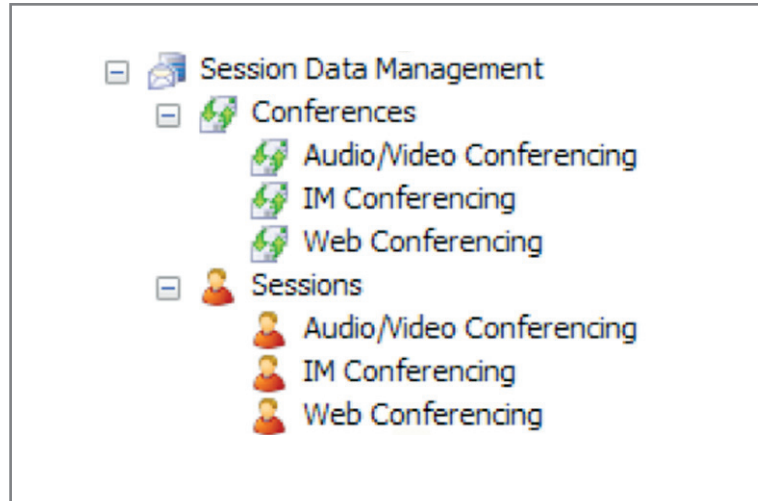 Session Data Management
Conferences
Audio/Video Conferencing
IM Conferencing
Web Conferencing
Sessions
Audio/Video Conferencing
IM Conferencing
Web Conferencing